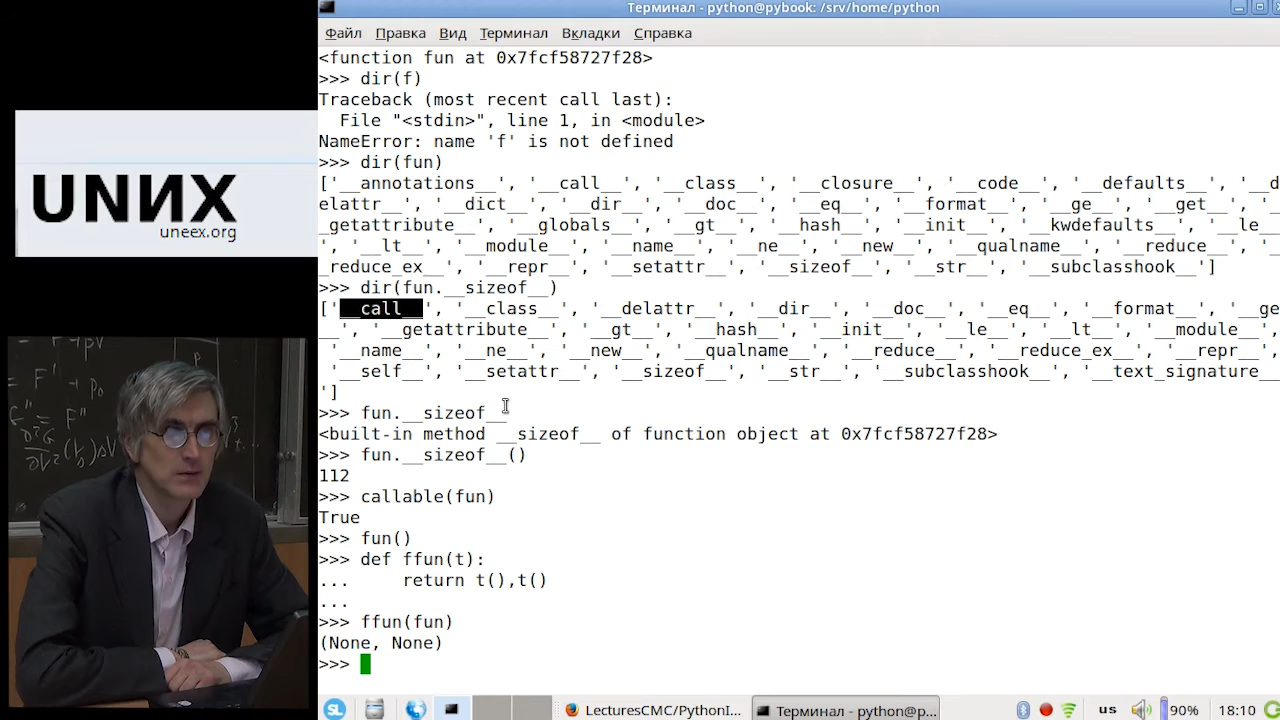 Терминал - python@pybook: /srv/home/python
Файл Правка Вид Терминал Вкладки Справка
<function fun at 0x7fcf58727f28>
>>> dir(f)
Traceback (most recent call last):
  File "<stdin>", line 1, in <module>
NameError: name 'f' is not defined
>>> dir(fun)
['__annotations__', '__call__', '__class__', '__closure__', '__code__', '__defaults__', '__d
elattr__', '__dict__', '__dir__', '__doc__', '__eq__', '__format__', '__ge__', '__get__', '_
_getattribute__', '__globals__', '__gt__', '__hash__', '__init__', '__kwdefaults__', '__le__
', '__lt__', '__module__', '__name__', '__ne__', '__new__', '__qualname__', '__reduce__', '_
_reduce_ex__', '__repr__', '__setattr__', '__sizeof__', '__str__', '__subclasshook__']
>>> dir(fun.__sizeof__)
['__call__', '__class__', '__delattr__', '__dir__', '__doc__', '__eq__', '__format__', '__ge
__', '__getattribute__', '__gt__', '__hash__', '__init__', '__le__', '__lt__', '__module__',
'__name__', '__ne__', '__new__', '__qualname__', '__reduce__', '__reduce_ex__', '__repr__',
'__self__', '__setattr__', '__sizeof__', '__str__', '__subclasshook__', '__text_signature__
']
>>> fun.__sizeof__
<built-in method __sizeof__ of function object at 0x7fcf58727f28>
>>> fun.__sizeof__()
112
>>> callable(fun)
True
>>> fun()
>>> def ffun(t):
...     return t(),t()
...
>>> ffun(fun)
(None, None)
>>>
UNИX
uneex.org
LecturesCMC/PythonI... Терминал - python@p... us 90% 18:10